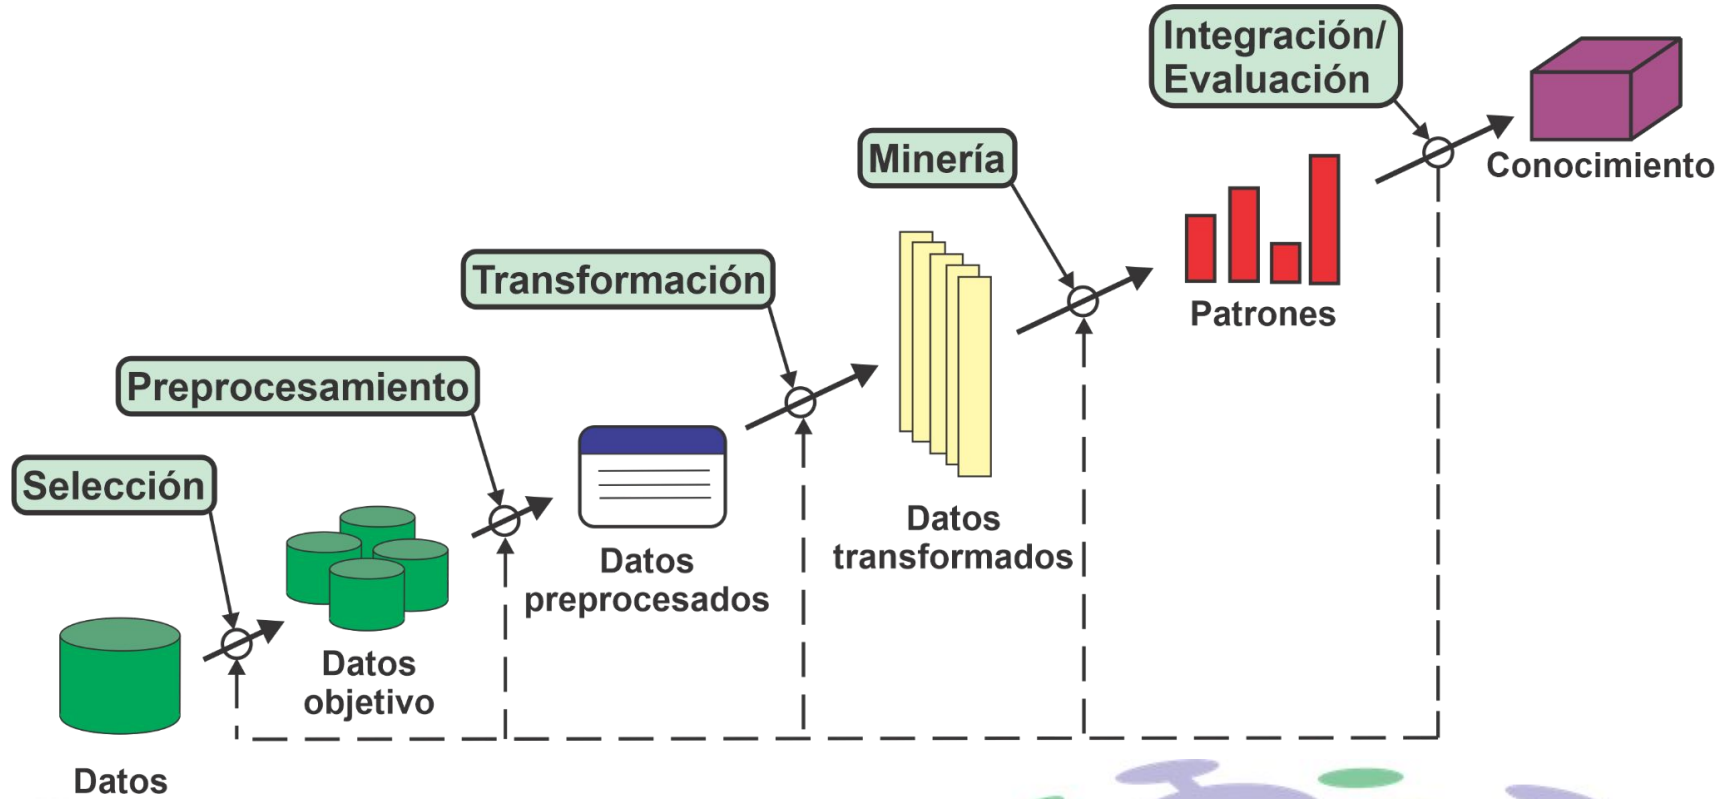 Integración/
Evaluación
Conocimiento
Minería
Patrones
Transformación
Datos
transformados
Preprocesamiento
Datos
preprocesados
Selección
Datos
objetivo
Datos